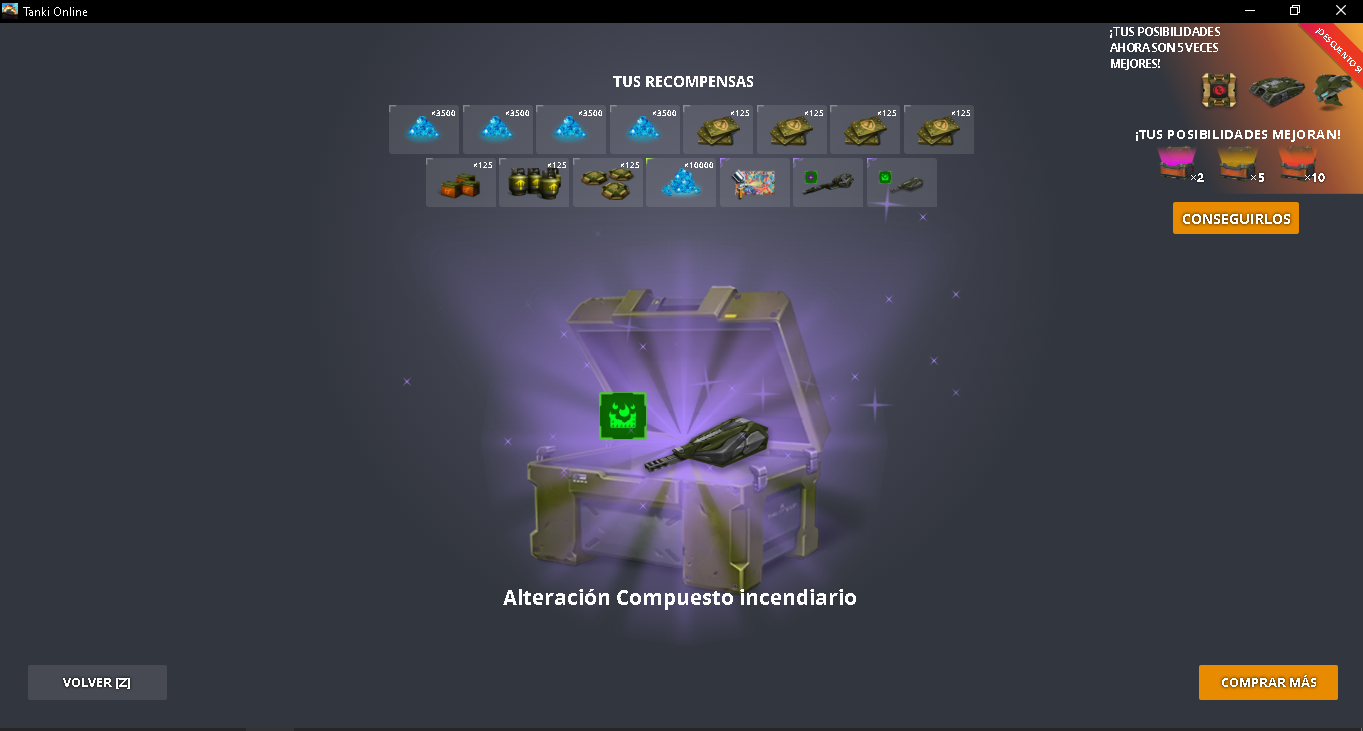 Tanki Online
¡TUS POSIBILIDADES
AHORA SON 5 VECES
MEJORES!
TUS RECOMPENSAS
×3500 ×3500 ×3500 ×3500 ×125 ×125 ×125 ×125
¡TUS POSIBILIDADES MEJORAN!
×125 ×125 ×125 ×10000
×2 ×5 ×10
CONSEGUIRLOS
Alteración Compuesto incendiario
VOLVER [Z]
COMPRAR MÁS